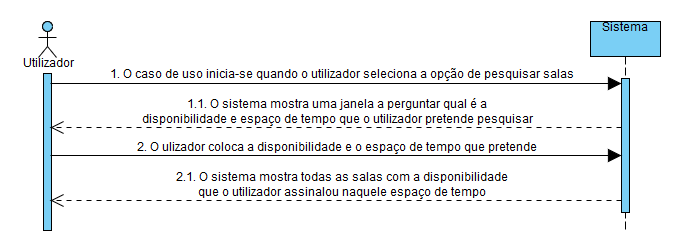 Utilizador
Sistema
1. O caso de uso inicia-se quando o utilizador seleciona a opção de pesquisar salas
1.1. O sistema mostra uma janela a perguntar qual é a
disponibilidade e espaço de tempo que o utilizador pretende pesquisar
2. O ulizador coloca a disponibilidade e o espaço de tempo que pretende
2.1. O sistema mostra todas as salas com a disponibilidade
que o utilizador assinalou naquele espaço de tempo